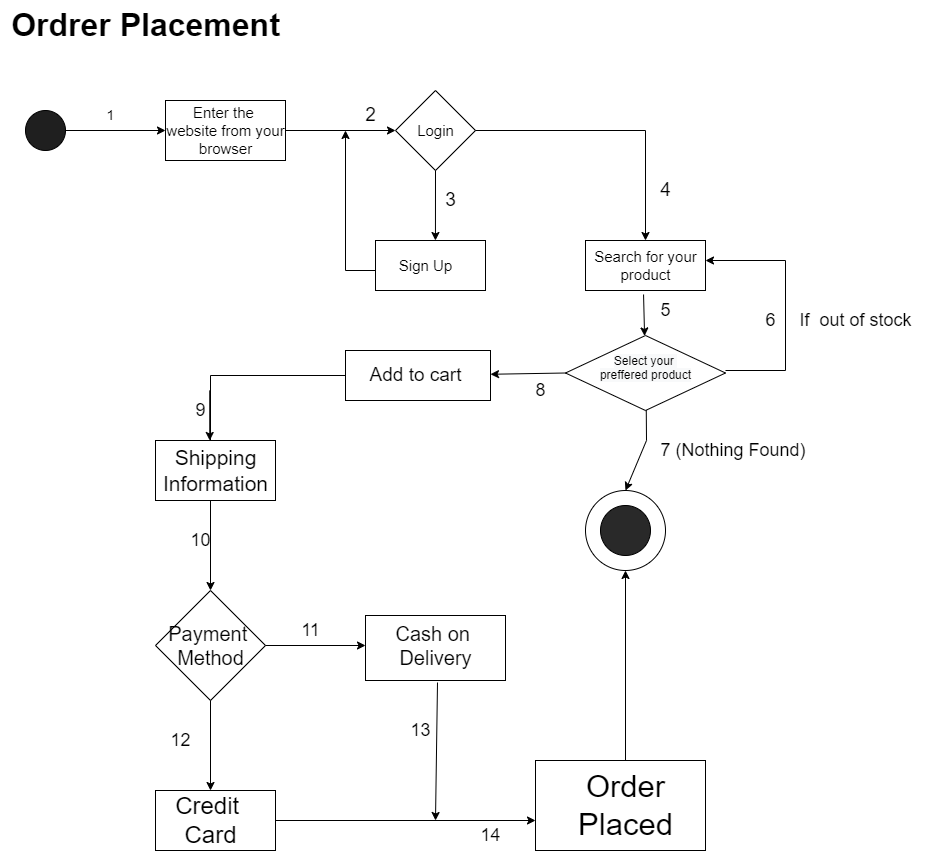 Ordrer Placement
1
Enter the
website from your
browser
2
Login
3
4
Sign Up
Search for your
product
5
6
If out of stock
Select your
preffered product
Add to cart
8
9
7 (Nothing Found)
Shipping
Information
10
Payment
Method
11
Cash on
Delivery
12
13
Credit
Card
14
Order
Placed